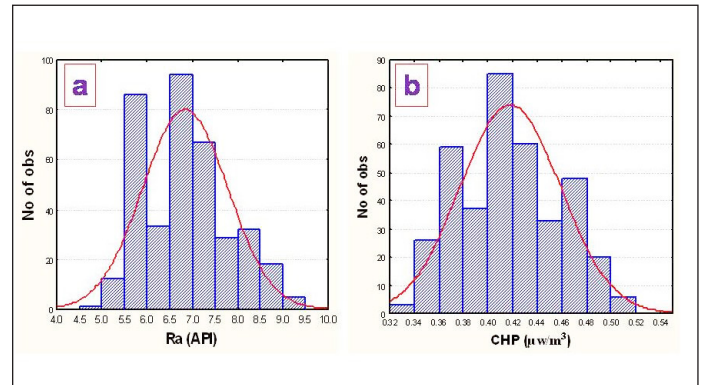 a
No of obs
100
80
60
40
20
0
4.0 4.5 5.0 5.5 6.0 6.5 7.0 7.5 8.0 8.5 9.0 9.5 10.0
Ra (API)
b
No of obs
90
80
70
60
50
40
30
20
10
0
0.32 0.34 0.36 0.38 0.40 0.42 0.44 0.46 0.48 0.50 0.52 0.54
CHP (μw/m³)